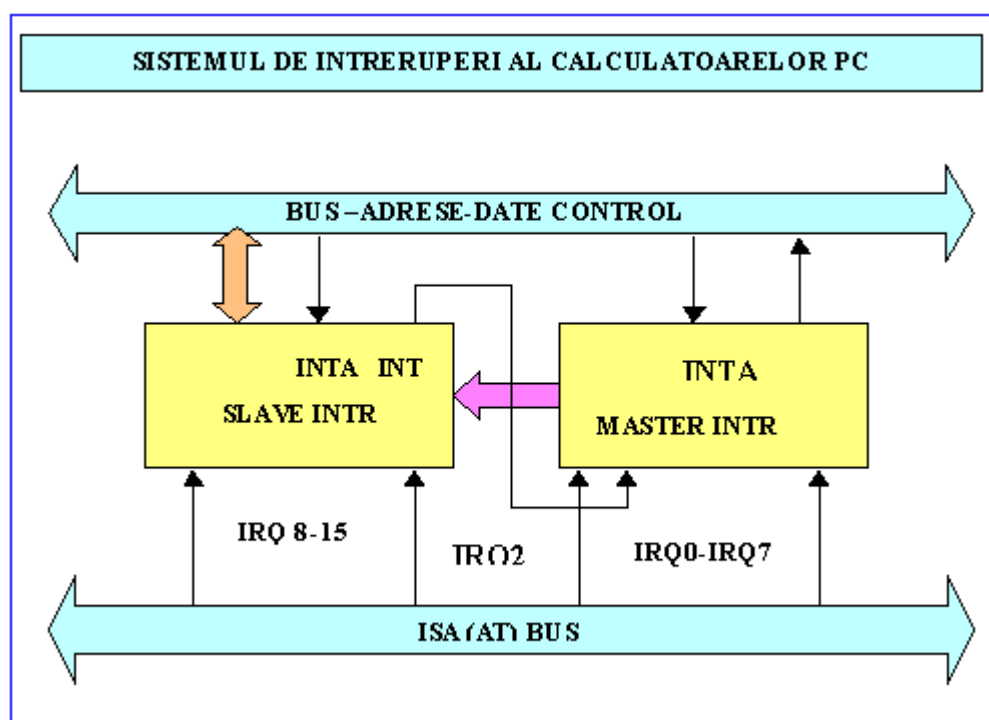 SISTEMUL DE INTRERUPERI AL CALCULATOARELOR PC
BUS –ADRESE-DATE CONTROL
INTA INT
SLAVE INTR
INTA
MASTER INTR
IRQ 8-15
IRQ2
IRQ0-IRQ7
ISA (AT) BUS